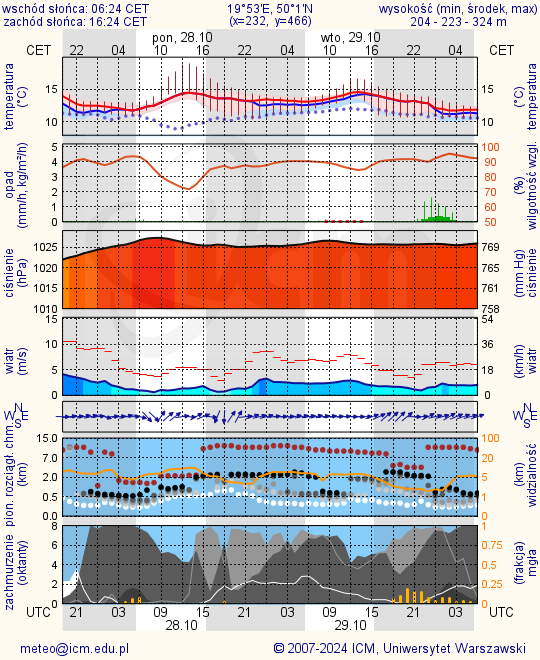 wschód słońca: 06:24 CET 19°53'E, 50°1'N wysokość (min, środek, max)
zachód słońca: 16:24 CET (x=232, y=466) 204 - 223 - 324 m
pon, 28.10 wto, 29.10
CET 22 04 10 16 22 04 10 16 22 04 CET
temperatura (°C) 15 10 15 10 (°C) temperatura
opad (mm/h, kg/m²/h) 5 4 3 2 1 0 100 90 80 70 60 50 (%) wilgotność wzgl.
ciśnienie (hPa) 1025 1020 1015 1010 769 765 761 758 (mm Hg) ciśnienie
wiatr (m/s) 15 10 5 0 54 36 18 0 (km/h) wiatr
N W E S N W E S
pion. rozciągł. chm. (km) 15.0 7.0 2.0 0.5 0.2 0.0 100 20 10 5 1 0 (km) widzialność
zachmurzenie (oktanty) 8 6 4 2 0 1 0.75 0.5 0.25 0 (frakcja) mgła
UTC 21 03 09 15 21 03 09 15 21 03 UTC
28.10 29.10
meteo@icm.edu.pl © 2007-2024 ICM, Uniwersytet Warszawski